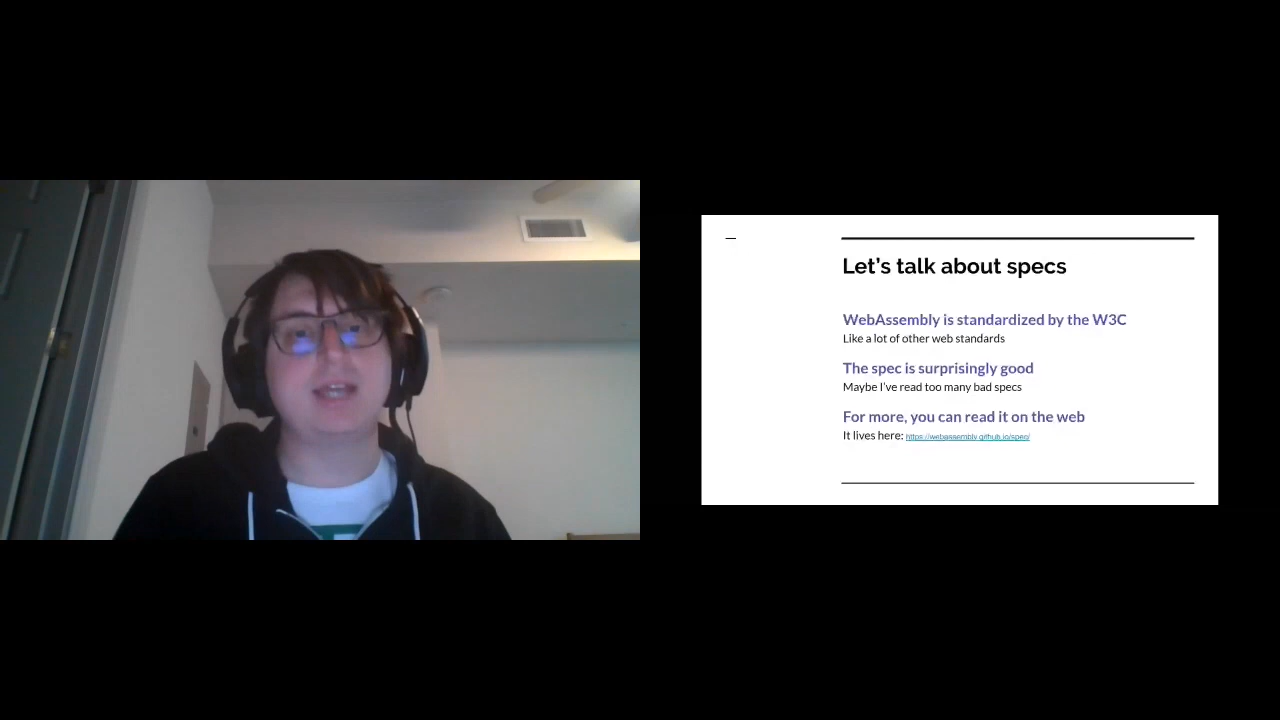 Let's talk about specs
WebAssembly is standardized by the W3C
Like a lot of other web standards
The spec is surprisingly good
Maybe I've read too many bad specs
For more, you can read it on the web
It lives here: https://webassembly.github.io/spec/